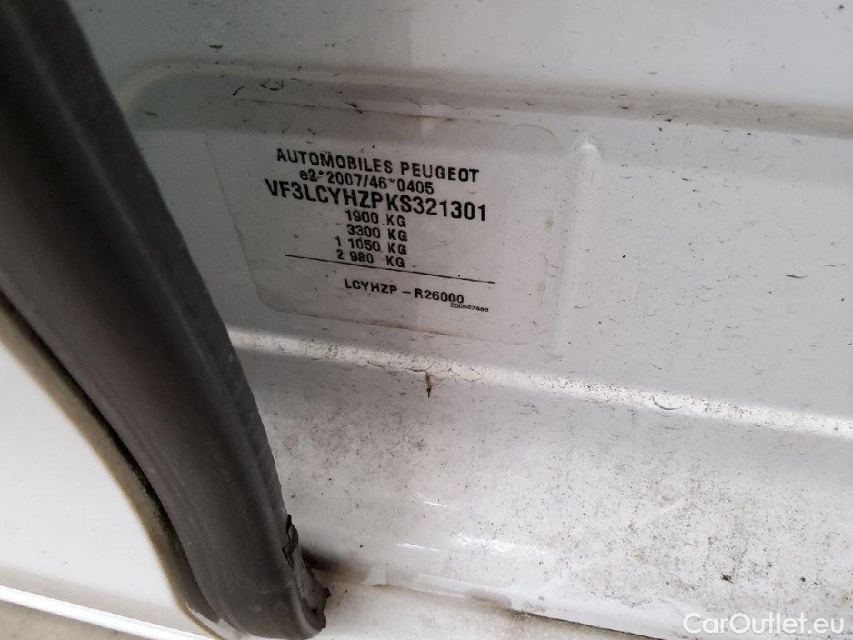 AUTOMOBILES PEUGEOT
e2*2007/46*0405
VF3LCYHZPKS321301
1900 KG
3300 KG
1 1050 KG
2 980 KG
LCYHZP - R26000
CarOutlet.eu